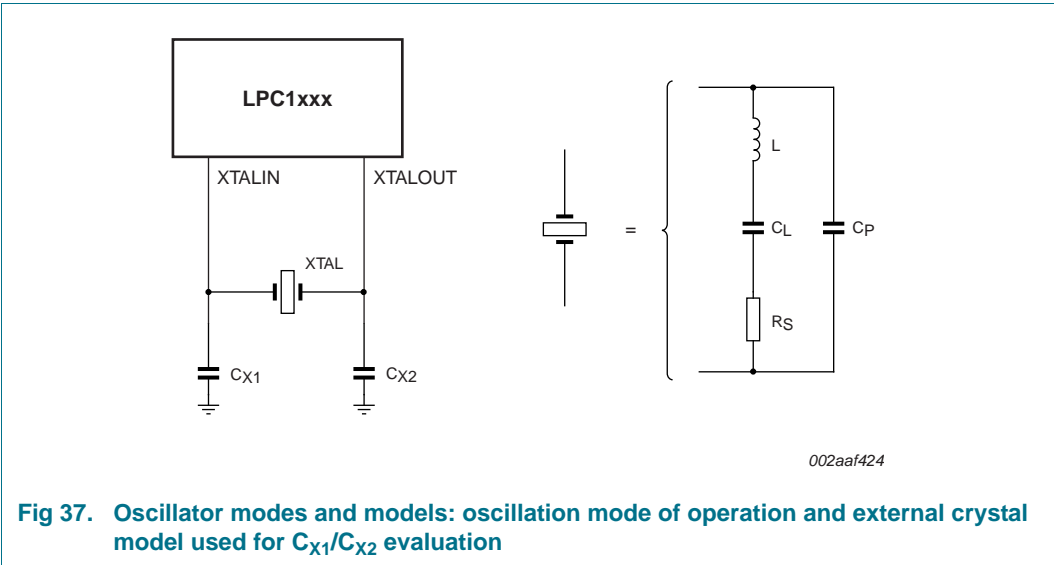 LPC1xxx
XTALIN
XTALOUT
XTAL
CX1
CX2
=
L
CL
CP
RS
002aaf424
Fig 37. Oscillator modes and models: oscillation mode of operation and external crystal
model used for CX1/CX2 evaluation